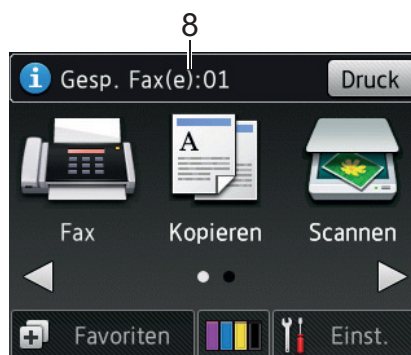 8
Gesp. Fax(e):01 Druck
A
Fax Kopieren Scannen
Favoriten Einst.